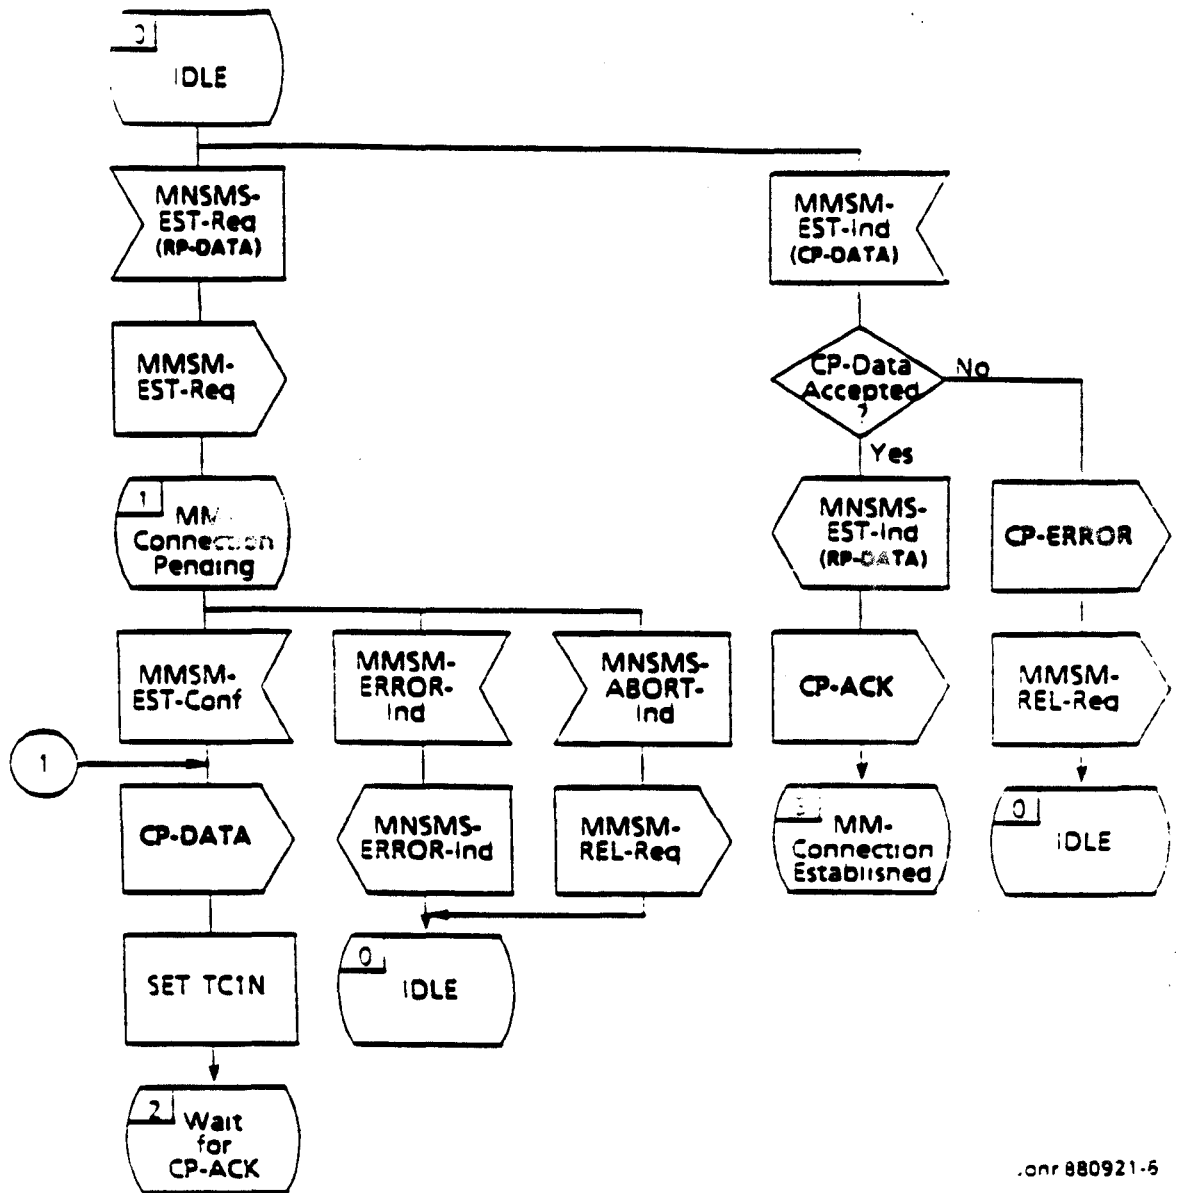 0
IDLE
MNSMS-
EST-Req
(RP-DATA)
MMSM-
EST-Ind
(CP-DATA)
MMSM-
EST-Req
CP-Data
Accepted
?
No
Yes
1
MM-
Connection
Pending
MNSMS-
EST-Ind
(RP-DATA)
CP-ERROR
MMSM-
EST-Conf
MMSM-
ERROR-
Ind
MNSMS-
ABORT-
Ind
CP-ACK
MMSM-
REL-Req
1
CP-DATA
MNSMS-
ERROR-Ind
MMSM-
REL-Req
3
MM-
Connection
Established
0
IDLE
SET TC1N
0
IDLE
2
Wait
for
CP-ACK
880921-6